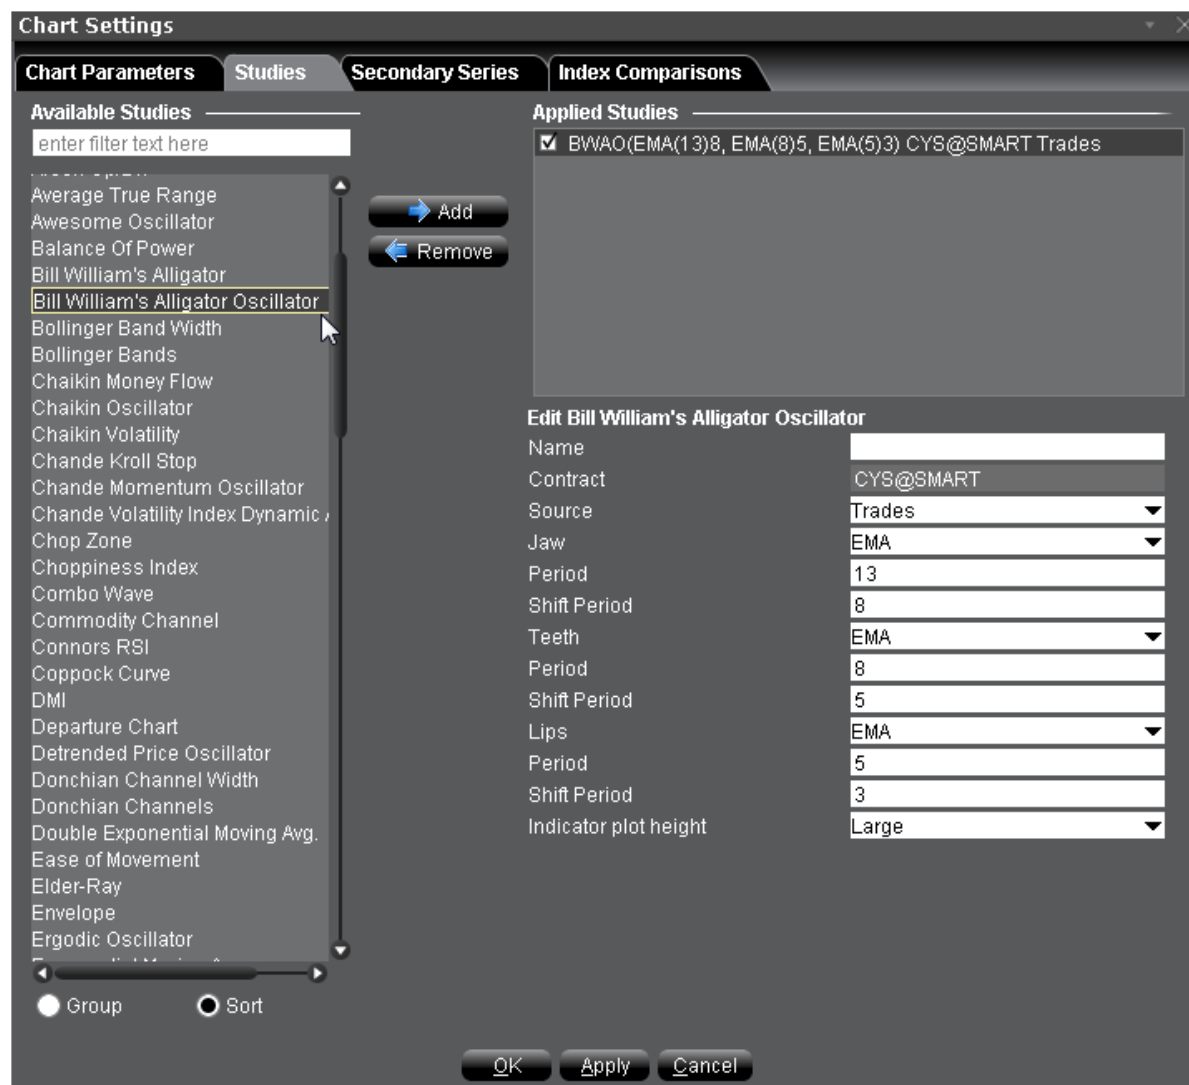 Chart Settings
Chart Parameters
Studies
Secondary Series
Index Comparisons
Available Studies
enter filter text here
Average True Range
Awesome Oscillator
Balance Of Power
Bill William's Alligator
Bill William's Alligator Oscillator
Bollinger Band Width
Bollinger Bands
Chaikin Money Flow
Chaikin Oscillator
Chaikin Volatility
Chande Kroll Stop
Chande Momentum Oscillator
Chande Volatility Index Dynamic
Chop Zone
Choppiness Index
Combo Wave
Commodity Channel
Connors RSI
Coppock Curve
DMI
Departure Chart
Detrended Price Oscillator
Donchian Channel Width
Donchian Channels
Double Exponential Moving Avg.
Ease of Movement
Elder-Ray
Envelope
Ergodic Oscillator
Group
Sort
Add
Remove
Applied Studies
BWAO(EMA(13)8, EMA(8)5, EMA(5)3) CYS@SMART Trades
Edit Bill William's Alligator Oscillator
Name
Contract CYS@SMART
Source Trades
Jaw EMA
Period 13
Shift Period 8
Teeth EMA
Period 8
Shift Period 5
Lips EMA
Period 5
Shift Period 3
Indicator plot height Large
OK
Apply
Cancel